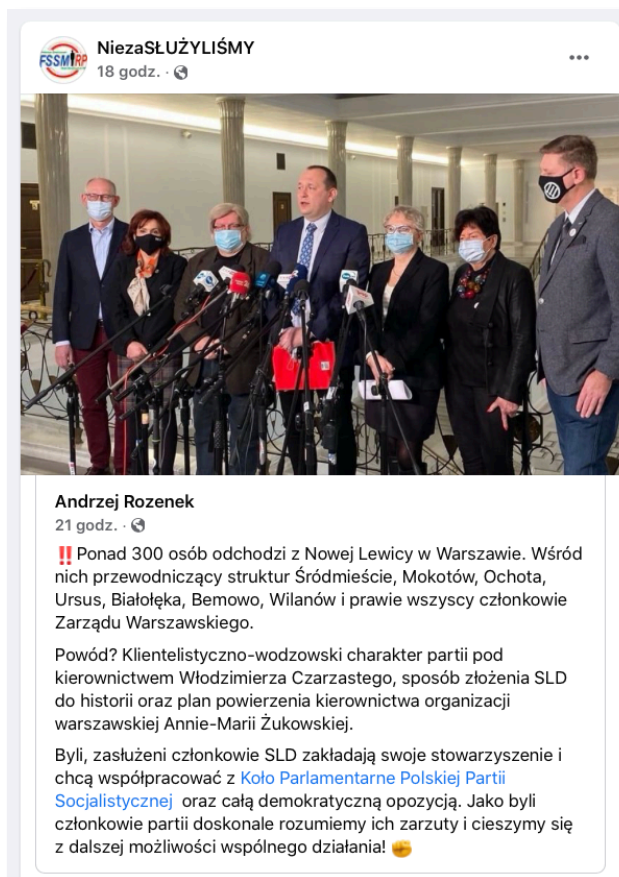 FSSM RP
NiezaSŁUŻYLIŚMY
18 godz.
Andrzej Rozenek
21 godz.
‼️Ponad 300 osób odchodzi z Nowej Lewicy w Warszawie. Wśród
nich przewodniczący struktur Śródmieście, Mokotów, Ochota,
Ursus, Białołęka, Bemowo, Wilanów i prawie wszyscy członkowie
Zarządu Warszawskiego.
Powód? Klientelistyczno-wodzowski charakter partii pod
kierownictwem Włodzimierza Czarzastego, sposób złożenia SLD
do historii oraz plan powierzenia kierownictwa organizacji
warszawskiej Annie-Marii Żukowskiej.
Byli, zasłużeni członkowie SLD zakładają swoje stowarzyszenie i
chcą współpracować z Koło Parlamentarne Polskiej Partii
Socjalistycznej oraz całą demokratyczną opozycją. Jako byli
członkowie partii doskonale rozumiemy ich zarzuty i cieszymy się
z dalszej możliwości wspólnego działania! ✊